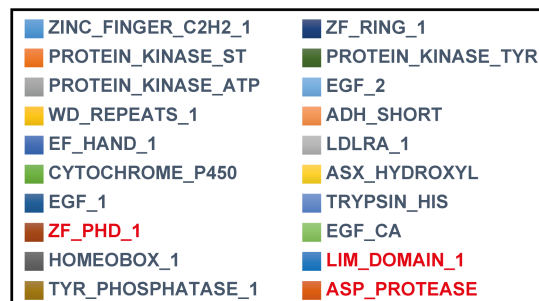 ZINC_FINGER_C2H2_1
PROTEIN_KINASE_ST
PROTEIN_KINASE_ATP
WD_REPEATS_1
EF_HAND_1
CYTOCHROME_P450
EGF_1
ZF_PHD_1
HOMEOBOX_1
TYR_PHOSPHATASE_1
ZF_RING_1
PROTEIN_KINASE_TYR
EGF_2
ADH_SHORT
LDLRA_1
ASX_HYDROXYL
TRYPSIN_HIS
EGF_CA
LIM_DOMAIN_1
ASP_PROTEASE